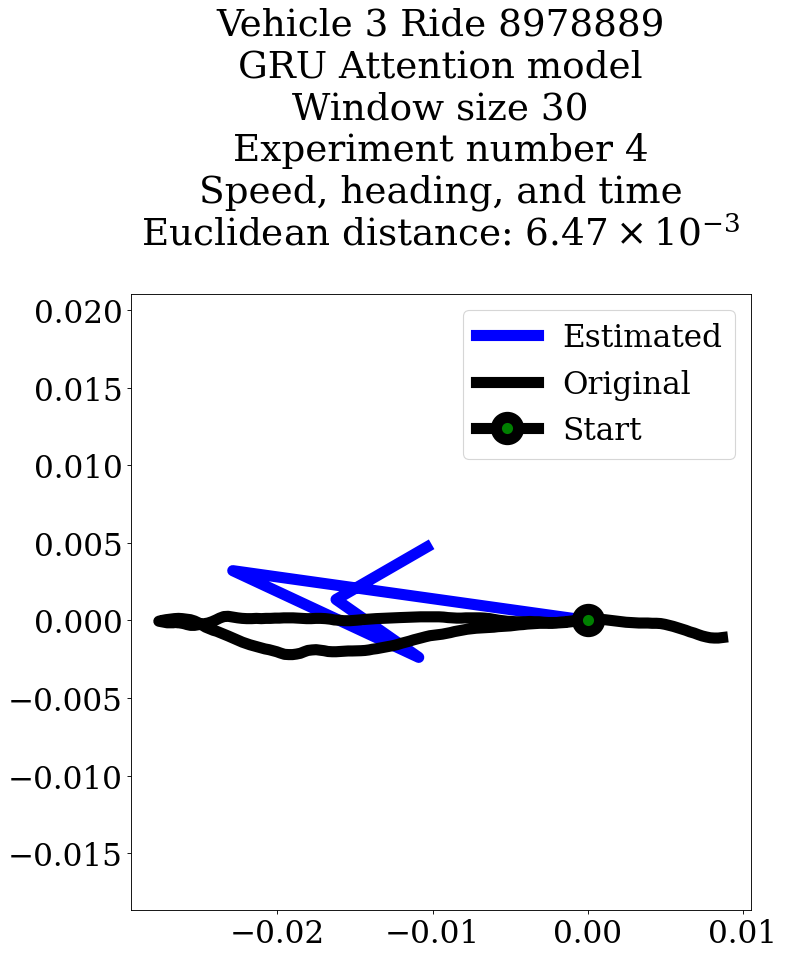 Vehicle 3 Ride 8978889
GRU Attention model
Window size 30
Experiment number 4
Speed, heading, and time
Euclidean distance: 6.47 × 10⁻³
0.020
0.015
0.010
0.005
0.000
−0.005
−0.010
−0.015
Estimated
Original
Start
−0.02
−0.01
0.00
0.01